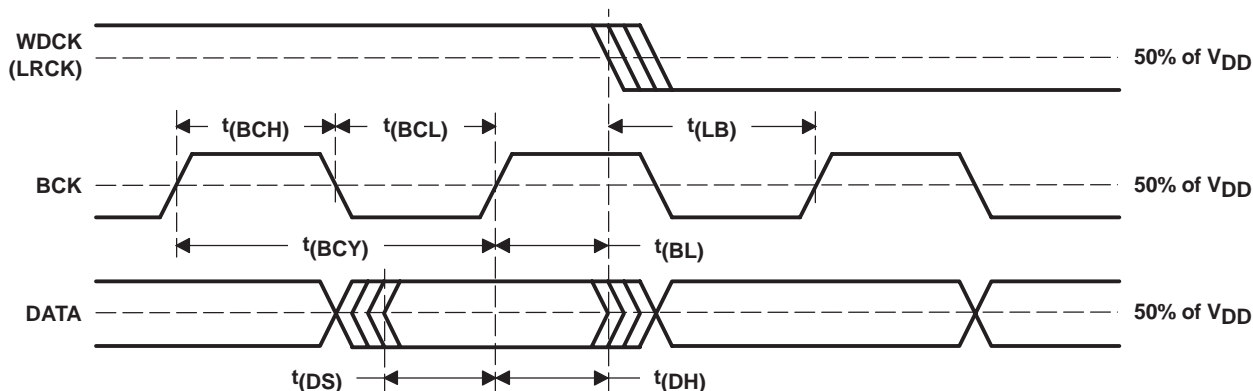 WDCK
(LRCK)
50% of VDD
t(BCH)
t(BCL)
t(LB)
BCK
50% of VDD
t(BCY)
t(BL)
DATA
50% of VDD
t(DS)
t(DH)